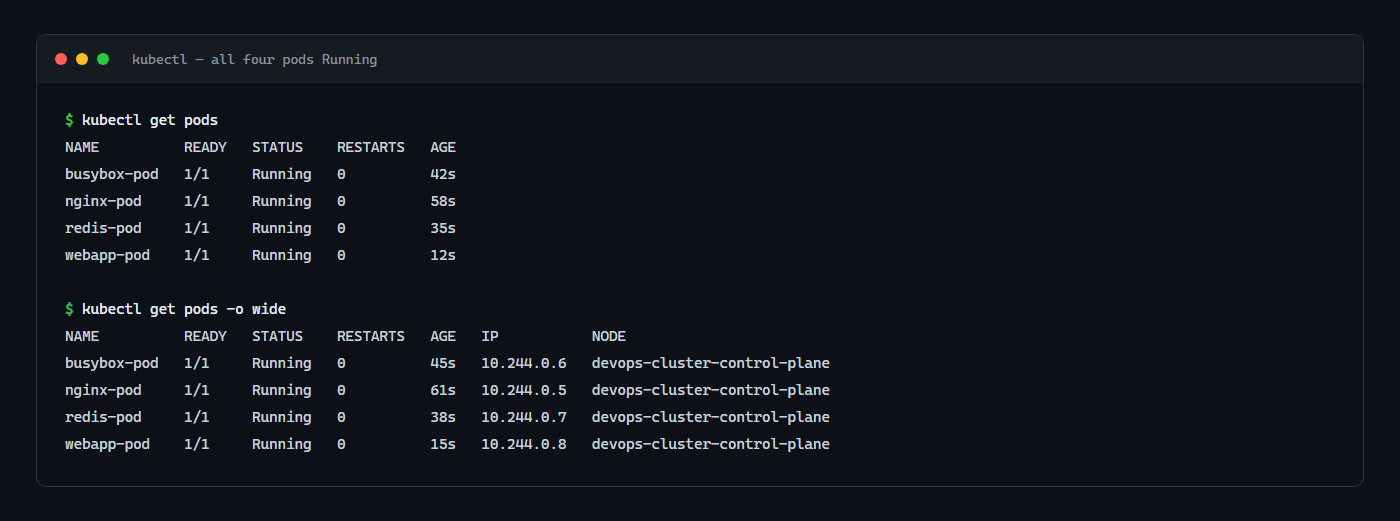 kubectl — all four pods Running
$ kubectl get pods
NAME          READY   STATUS    RESTARTS   AGE
busybox-pod   1/1     Running   0          42s
nginx-pod     1/1     Running   0          58s
redis-pod     1/1     Running   0          35s
webapp-pod    1/1     Running   0          12s
$ kubectl get pods -o wide
NAME          READY   STATUS    RESTARTS   AGE   IP           NODE
busybox-pod   1/1     Running   0          45s   10.244.0.6   devops-cluster-control-plane
nginx-pod     1/1     Running   0          61s   10.244.0.5   devops-cluster-control-plane
redis-pod     1/1     Running   0          38s   10.244.0.7   devops-cluster-control-plane
webapp-pod    1/1     Running   0          15s   10.244.0.8   devops-cluster-control-plane